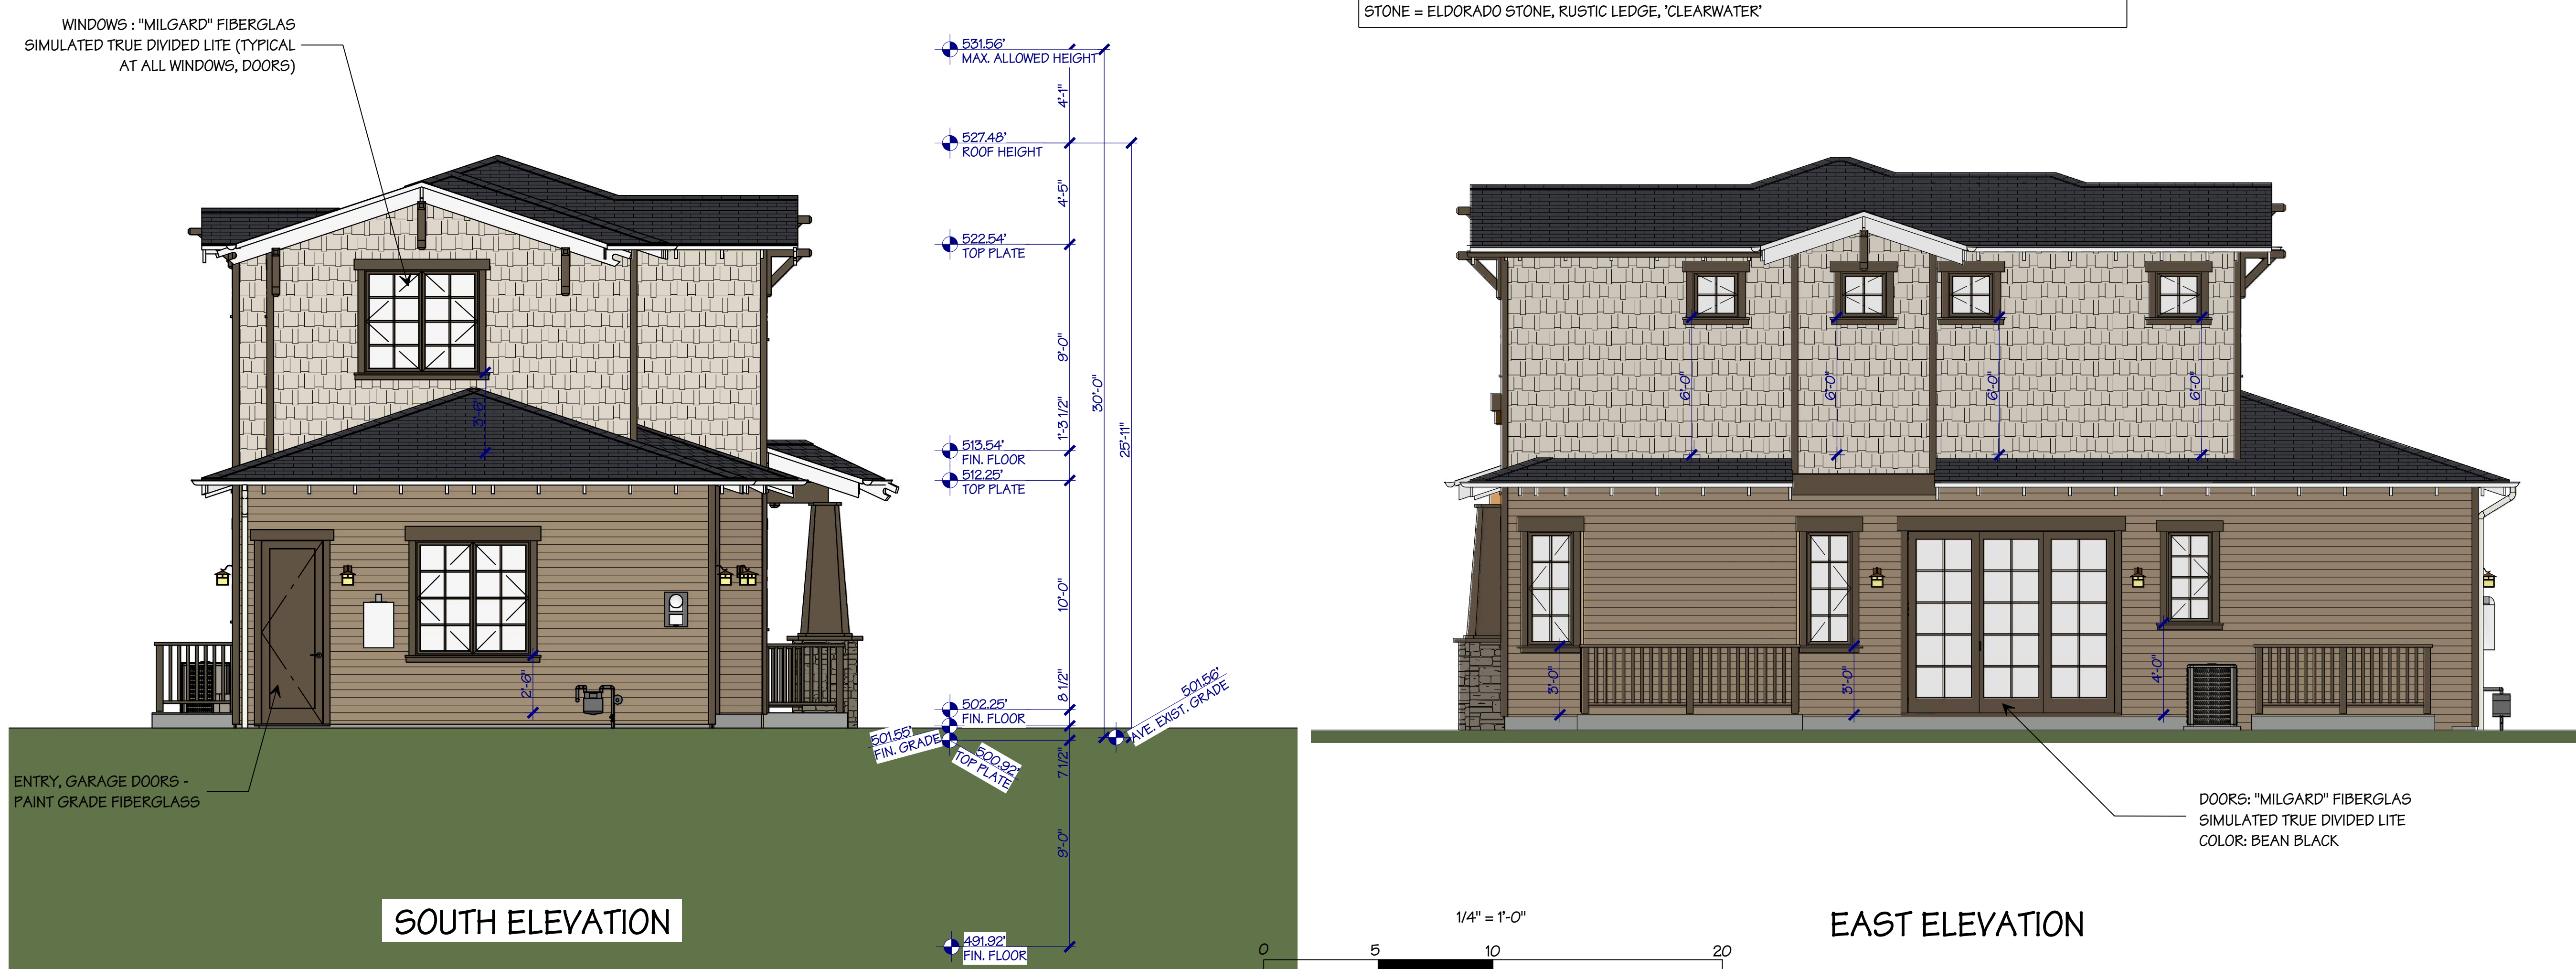 STONE = ELDORADO STONE, RUSTIC LEDGE, 'CLEARWATER'
WINDOWS : "MILGARD" FIBERGLAS
SIMULATED TRUE DIVIDED LITE (TYPICAL
AT ALL WINDOWS, DOORS)
531.56'
MAX. ALLOWED HEIGHT
4'-1"
527.48'
ROOF HEIGHT
4'-5"
522.54'
TOP PLATE
9'-0"
30'-0"
25'-11"
1'-3 1/2"
513.54'
FIN. FLOOR
512.25'
TOP PLATE
10'-0"
8 1/2"
502.25'
FIN. FLOOR
501.55'
FIN. GRADE
500.92'
TOP PLATE
501.56'
AVE. EXIST. GRADE
7 1/2"
9'-0"
491.92'
FIN. FLOOR
3'-6"
2'-6"
ENTRY, GARAGE DOORS -
PAINT GRADE FIBERGLASS
SOUTH ELEVATION
6'-0"
6'-0"
6'-0"
6'-0"
3'-0"
3'-0"
4'-0"
DOORS: "MILGARD" FIBERGLAS
SIMULATED TRUE DIVIDED LITE
COLOR: BEAN BLACK
1/4" = 1'-0"
EAST ELEVATION
0 5 10 20